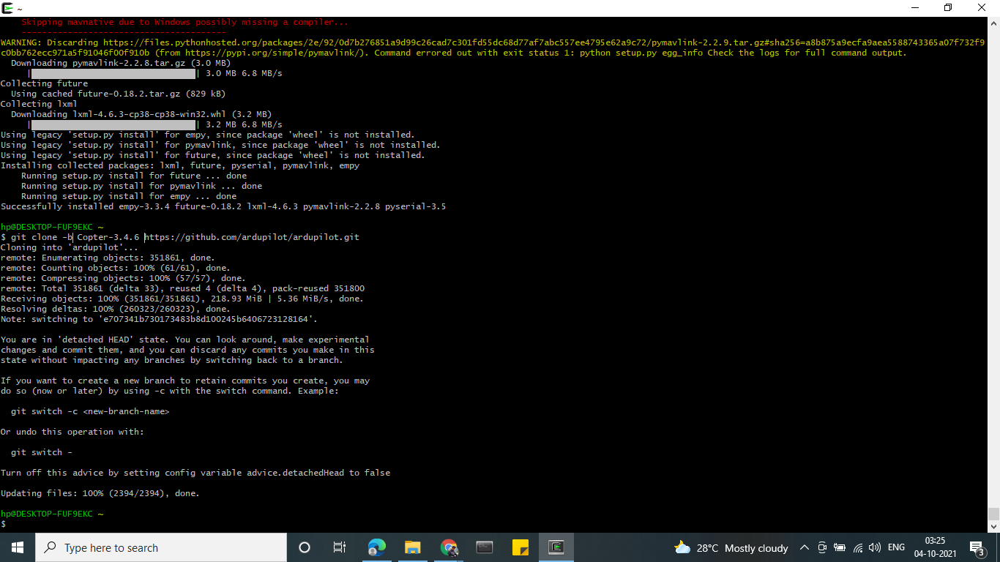 ~
Skipping mavnative due to Windows possibly missing a compiler...
----------------------------------------
WARNING: Discarding https://files.pythonhosted.org/packages/2e/92/0d7b276851a9d99c26cad7c301fd55dc68d77af7abc557ee4795e62a9c72/pymavlink-2.2.9.tar.gz#sha256=a8b875a9ecfa9aea5588743365a07f732f9
c0bb762ecc971a5f91046f00f910b (from https://pypi.org/simple/pymavlink/). Command errored out with exit status 1: python setup.py egg_info Check the logs for full command output.
Downloading pymavlink-2.2.8.tar.gz (3.0 MB)
| | 3.0 MB 6.8 MB/s
Collecting future
Using cached future-0.18.2.tar.gz (829 kB)
Collecting lxml
Downloading lxml-4.6.3-cp38-cp38-win32.whl (3.2 MB)
| | 3.2 MB 6.8 MB/s
Using legacy 'setup.py install' for empy, since package 'wheel' is not installed.
Using legacy 'setup.py install' for pymavlink, since package 'wheel' is not installed.
Using legacy 'setup.py install' for future, since package 'wheel' is not installed.
Installing collected packages: lxml, future, pyserial, pymavlink, empy
Running setup.py install for future ... done
Running setup.py install for pymavlink ... done
Running setup.py install for empy ... done
Successfully installed empy-3.3.4 future-0.18.2 lxml-4.6.3 pymavlink-2.2.8 pyserial-3.5
hp@DESKTOP-FUF9EKC ~
$ git clone -b Copter-3.4.6 https://github.com/ardupilot/ardupilot.git
Cloning into 'ardupilot'...
remote: Enumerating objects: 351861, done.
remote: Counting objects: 100% (61/61), done.
remote: Compressing objects: 100% (57/57), done.
remote: Total 351861 (delta 33), reused 4 (delta 4), pack-reused 351800
Receiving objects: 100% (351861/351861), 218.93 MiB | 5.36 MiB/s, done.
Resolving deltas: 100% (260323/260323), done.
Note: switching to 'e707341b730173483b8d100245b6406723128164'.
You are in 'detached HEAD' state. You can look around, make experimental
changes and commit them, and you can discard any commits you make in this
state without impacting any branches by switching back to a branch.
If you want to create a new branch to retain commits you create, you may
do so (now or later) by using -c with the switch command. Example:
git switch -c <new-branch-name>
Or undo this operation with:
git switch -
Turn off this advice by setting config variable advice.detachedHead to false
Updating files: 100% (2394/2394), done.
hp@DESKTOP-FUF9EKC ~
$
Type here to search
28°C Mostly cloudy
ENG
03:25
04-10-2021
3